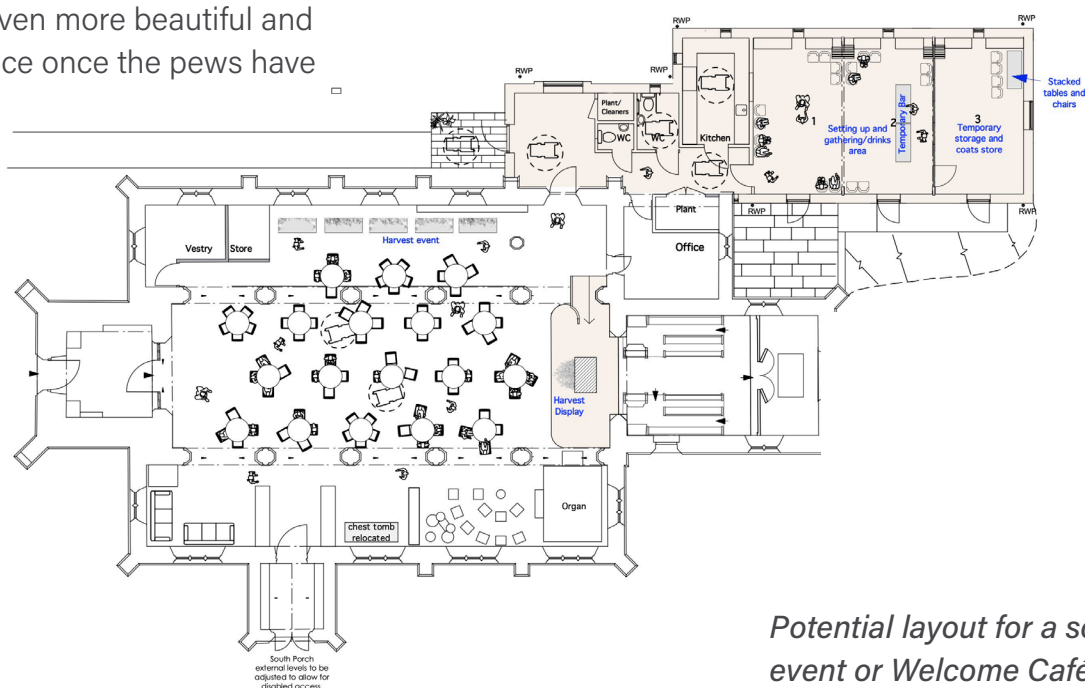 ven more beautiful and
ce once the pews have
RWP
RWP
RWP
RWP
Plant/
Cleaners
WC
WC
Kitchen
1
Setting up and
gathering/drinks
area
2
Temporary Bar
3
Temporary
storage and
coats store
Stacked
tables and
chairs
RWP
RWP
Plant
Office
Vestry
Store
Harvest event
Harvest
Display
Organ
chest tomb
relocated
South Porch
external levels to be
adjusted to allow for
disabled access
Potential layout for a so
event or Welcome Café